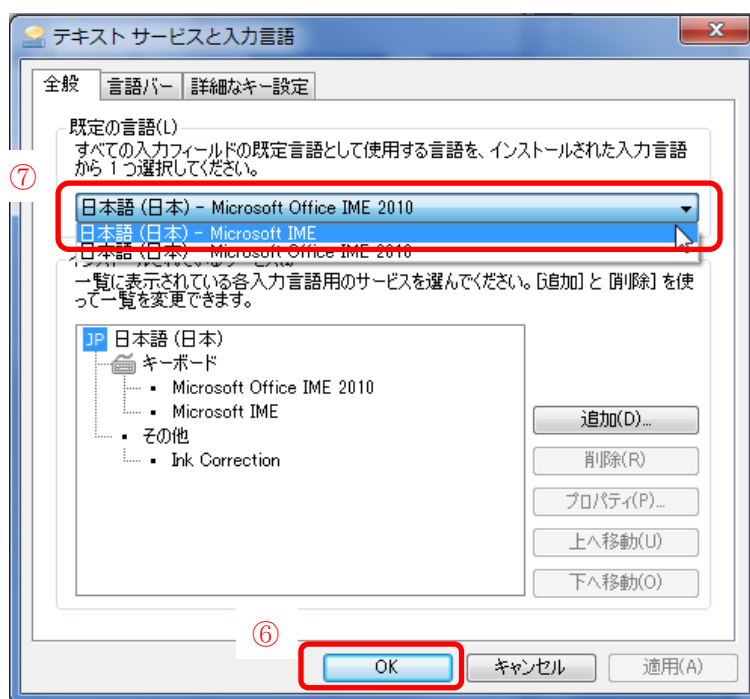 テキスト サービスと入力言語
全般
言語バー
詳細なキー設定
既定の言語(L)
すべての入力フィールドの既定言語として使用する言語を、インストールされた入力言語
から 1 つ選択してください。
⑦
日本語 (日本) - Microsoft Office IME 2010
日本語 (日本) - Microsoft IME
日本語 (日本) - Microsoft Office IME 2010
一覧に表示されている各入力言語用のサービスを選んでください。[追加] と [削除] を使
って一覧を変更できます。
JP 日本語 (日本)
キーボード
▪ Microsoft Office IME 2010
▪ Microsoft IME
▪ その他
▪ Ink Correction
追加(D)...
削除(R)
プロパティ(P)...
上へ移動(U)
下へ移動(O)
⑥
OK
キャンセル
適用(A)